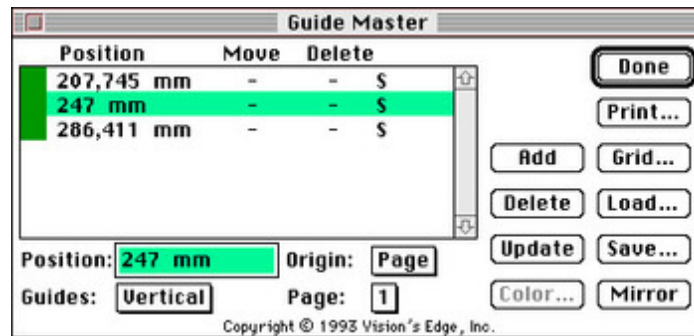 Guide Master
Position Move Delete
207,745 mm - - S
247 mm - - S
286,411 mm - - S
Done
Print...
Add Grid...
Delete Load...
Update Save...
Color... Mirror
Position: 247 mm Origin: Page
Guides: Vertical Page: 1
Copyright © 1993 Vision's Edge, Inc.